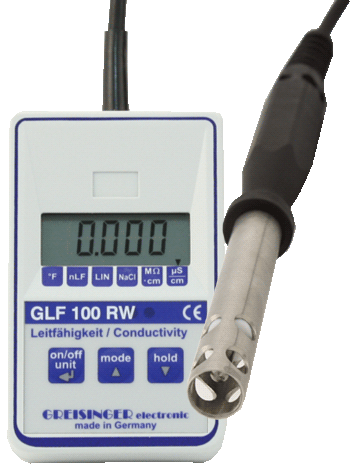 0.000
°F nLF LIN NaCl MΩ·cm µS/cm
GLF 100 RW CE
Leitfähigkeit / Conductivity
on/off unit mode hold
GREISINGER electronic
made in Germany